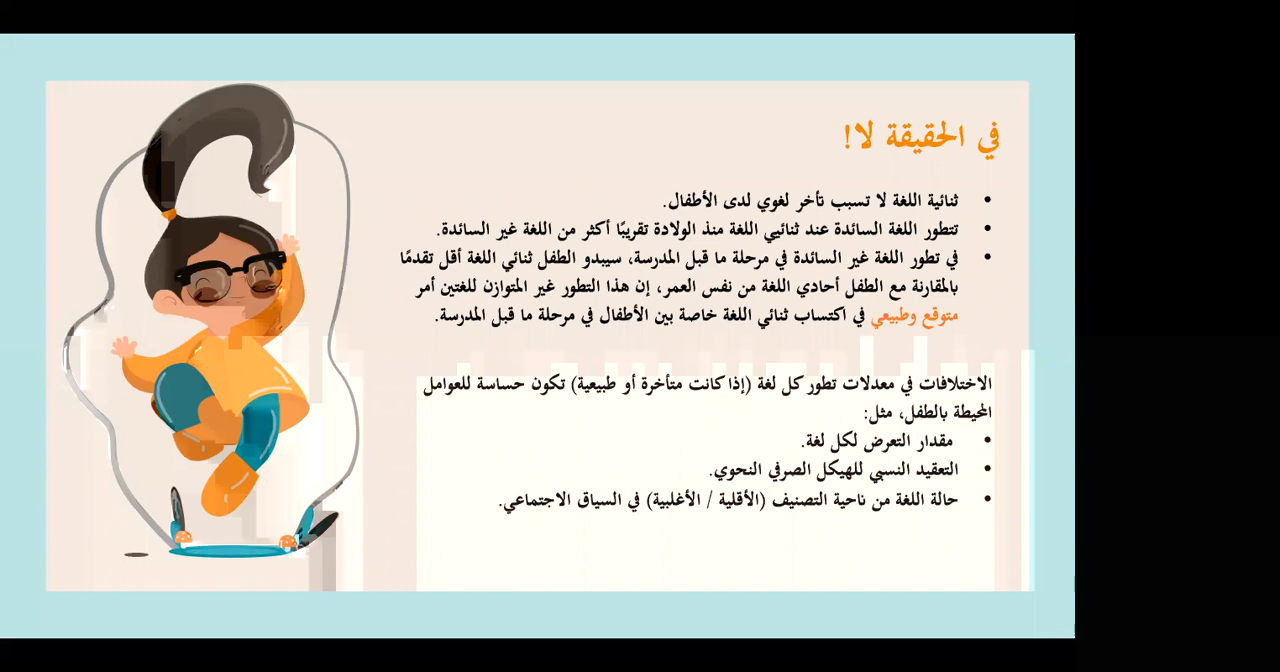 في الحقيقة لا!
• ثنائية اللغة لا تسبب تأخر لغوي لدى الأطفال.
• تتطور اللغة السائدة عند ثنائيي اللغة منذ الولادة تقريبًا أكثر من اللغة غير السائدة.
• في تطور اللغة غير السائدة في مرحلة ما قبل المدرسة، سيبدو الطفل ثنائي اللغة أقل تقدمًا
بالمقارنة مع الطفل أحادي اللغة من نفس العمر، إن هذا التطور غير المتوازن للغتين أمر
متوقع وطبيعي في اكتساب ثنائي اللغة خاصة بين الأطفال في مرحلة ما قبل المدرسة.
الاختلافات في معدلات تطور كل لغة (إذا كانت متأخرة أو طبيعية) تكون حساسة للعوامل
المحيطة بالطفل، مثل:
• مقدار التعرض لكل لغة.
• التعقيد النسبي للهيكل الصرفي النحوي.
• حالة اللغة من ناحية التصنيف (الأقلية / الأغلبية) في السياق الاجتماعي.